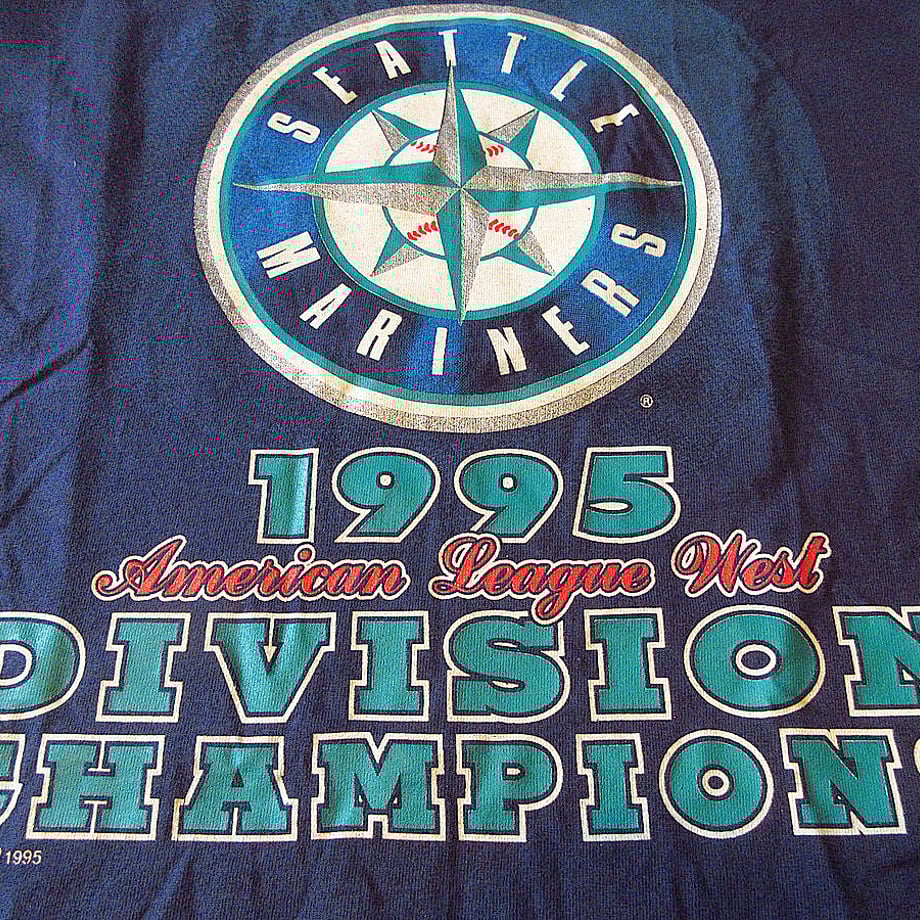 SEATTLE
MARINERS
®
1995
American League West
DIVISION
CHAMPIONS
1995